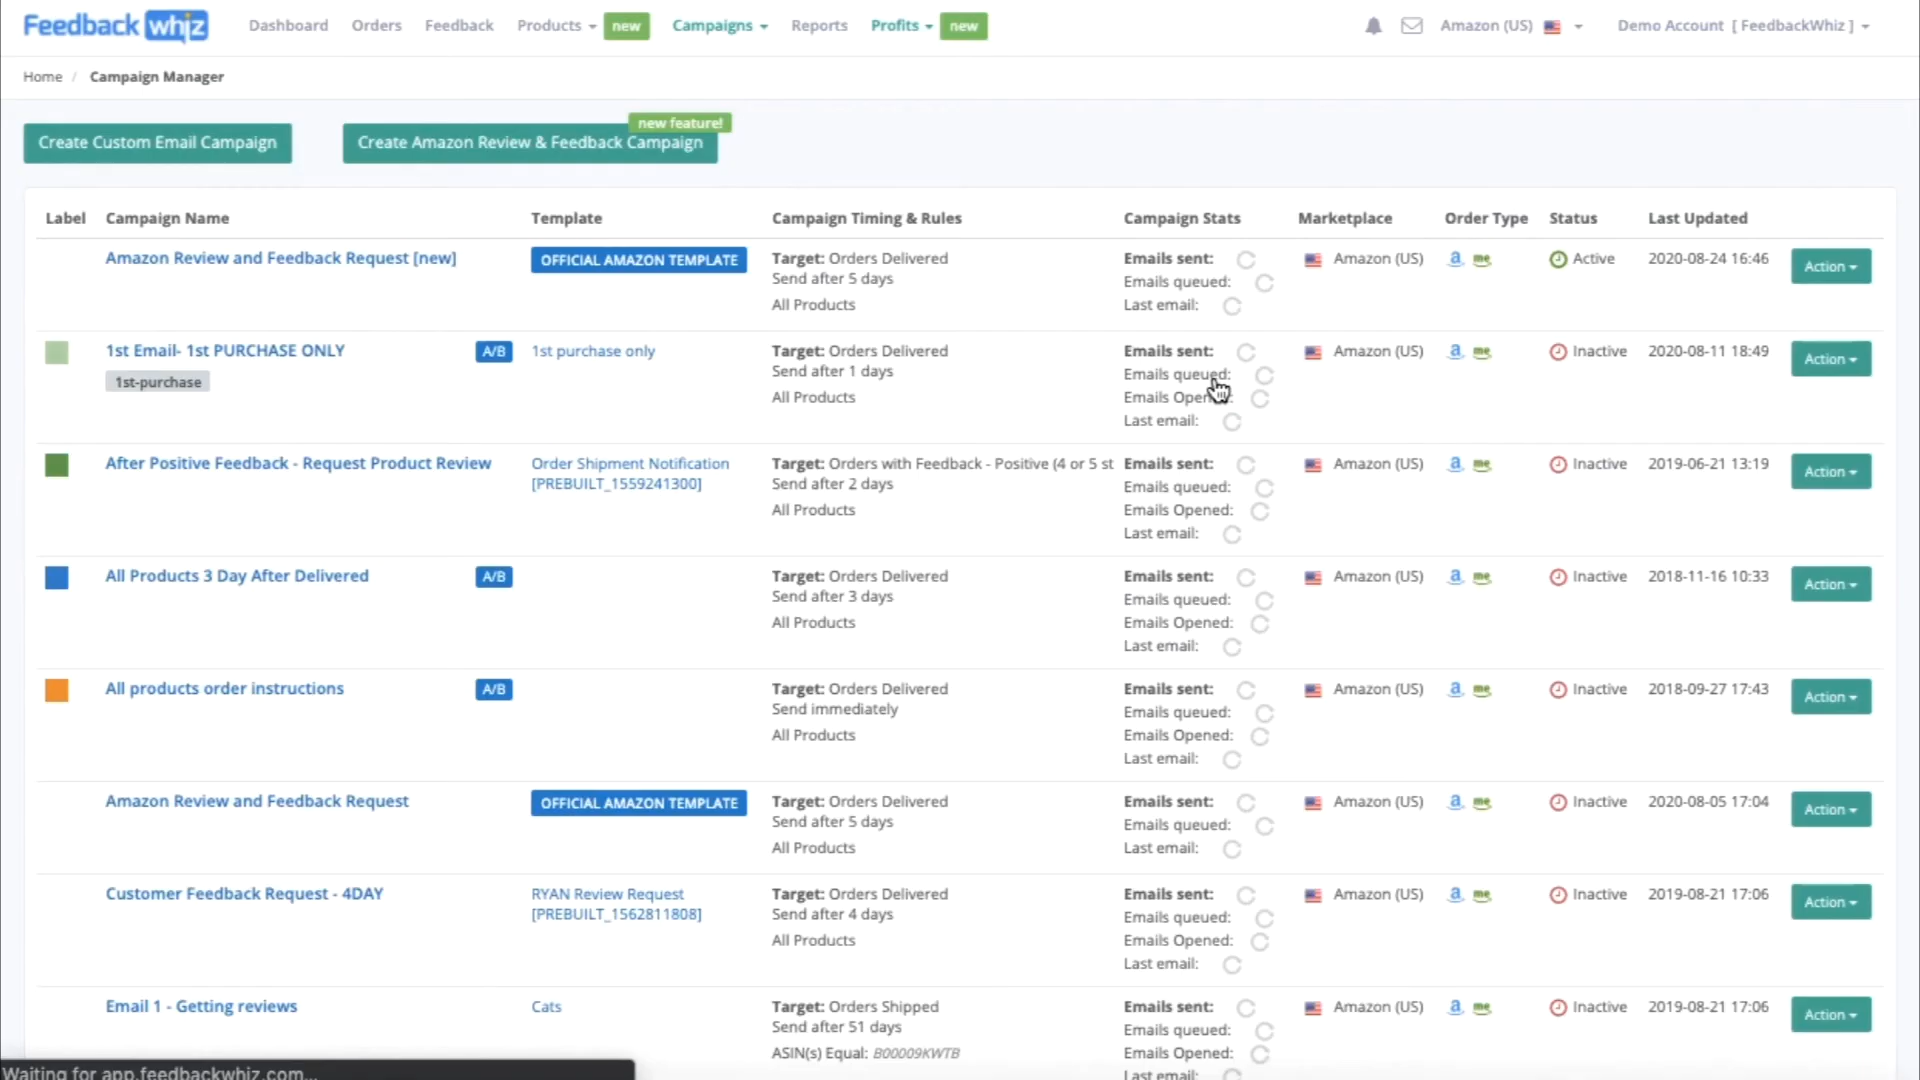 Feedback whiz Dashboard Orders Feedback Products new Campaigns Reports Profits new Amazon (US) Demo Account [ FeedbackWhiz ]
Home / Campaign Manager
new feature!
Create Custom Email Campaign Create Amazon Review & Feedback Campaign
Label Campaign Name Template Campaign Timing & Rules Campaign Stats Marketplace Order Type Status Last Updated
Amazon Review and Feedback Request [new] OFFICIAL AMAZON TEMPLATE Target: Orders Delivered Emails sent: Amazon (US) a me Active 2020-08-24 16:46 Action
Send after 5 days Emails queued:
All Products Last email:
1st Email- 1st PURCHASE ONLY A/B 1st purchase only Target: Orders Delivered Emails sent: Amazon (US) a me Inactive 2020-08-11 18:49 Action
1st-purchase Send after 1 days Emails queued:
All Products Emails Open
Last email:
After Positive Feedback - Request Product Review Order Shipment Notification Target: Orders with Feedback - Positive (4 or 5 st Emails sent: Amazon (US) a me Inactive 2019-06-21 13:19 Action
[PREBUILT_1559241300] Send after 2 days Emails queued:
All Products Emails Opened:
Last email:
All Products 3 Day After Delivered A/B Target: Orders Delivered Emails sent: Amazon (US) a me Inactive 2018-11-16 10:33 Action
Send after 3 days Emails queued:
All Products Emails Opened:
Last email:
All products order instructions A/B Target: Orders Delivered Emails sent: Amazon (US) a me Inactive 2018-09-27 17:43 Action
Send immediately Emails queued:
All Products Emails Opened:
Last email:
Amazon Review and Feedback Request OFFICIAL AMAZON TEMPLATE Target: Orders Delivered Emails sent: Amazon (US) a me Inactive 2020-08-05 17:04 Action
Send after 5 days Emails queued:
All Products Last email:
Customer Feedback Request - 4DAY RYAN Review Request Target: Orders Delivered Emails sent: Amazon (US) a me Inactive 2019-08-21 17:06 Action
[PREBUILT_1562811808] Send after 4 days Emails queued:
All Products Emails Opened:
Last email:
Email 1 - Getting reviews Cats Target: Orders Shipped Emails sent: Amazon (US) a me Inactive 2019-08-21 17:06 Action
Send after 51 days Emails queued:
ASIN(s) Equal: B00009KWTB Emails Opened:
Last email:
Waiting for app.feedbackwhiz.com...